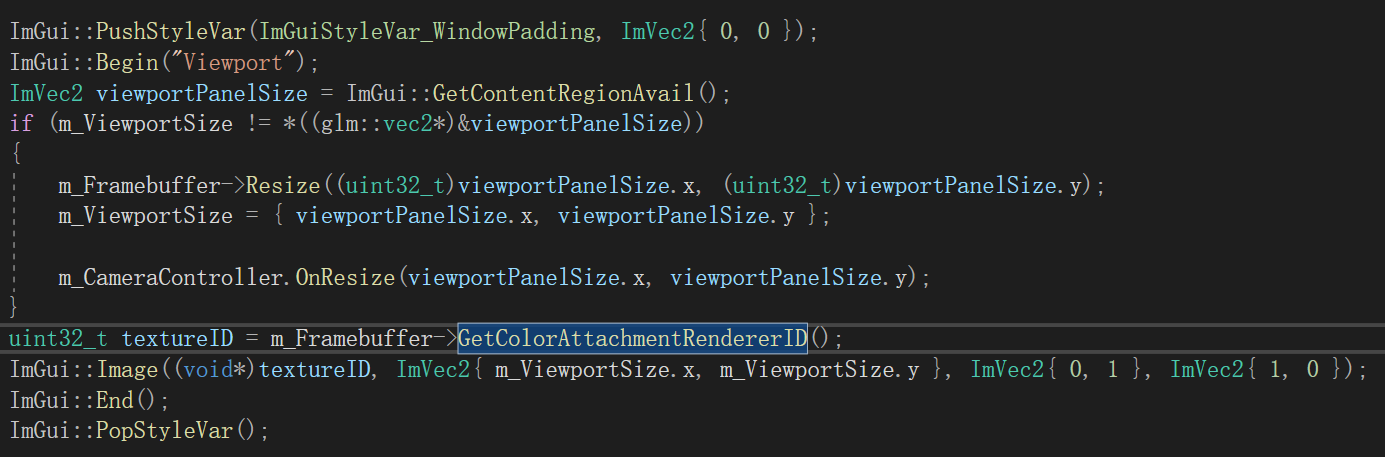 ImGui::PushStyleVar(ImGuiStyleVar_WindowPadding, ImVec2{ 0, 0 });
ImGui::Begin("Viewport");
ImVec2 viewportPanelSize = ImGui::GetContentRegionAvail();
if (m_ViewportSize != *((glm::vec2*)&viewportPanelSize))
{
    m_Framebuffer->Resize((uint32_t)viewportPanelSize.x, (uint32_t)viewportPanelSize.y);
    m_ViewportSize = { viewportPanelSize.x, viewportPanelSize.y };

    m_CameraController.OnResize(viewportPanelSize.x, viewportPanelSize.y);
}
uint32_t textureID = m_Framebuffer->GetColorAttachmentRendererID();
ImGui::Image((void*)textureID, ImVec2{ m_ViewportSize.x, m_ViewportSize.y }, ImVec2{ 0, 1 }, ImVec2{ 1, 0 });
ImGui::End();
ImGui::PopStyleVar();